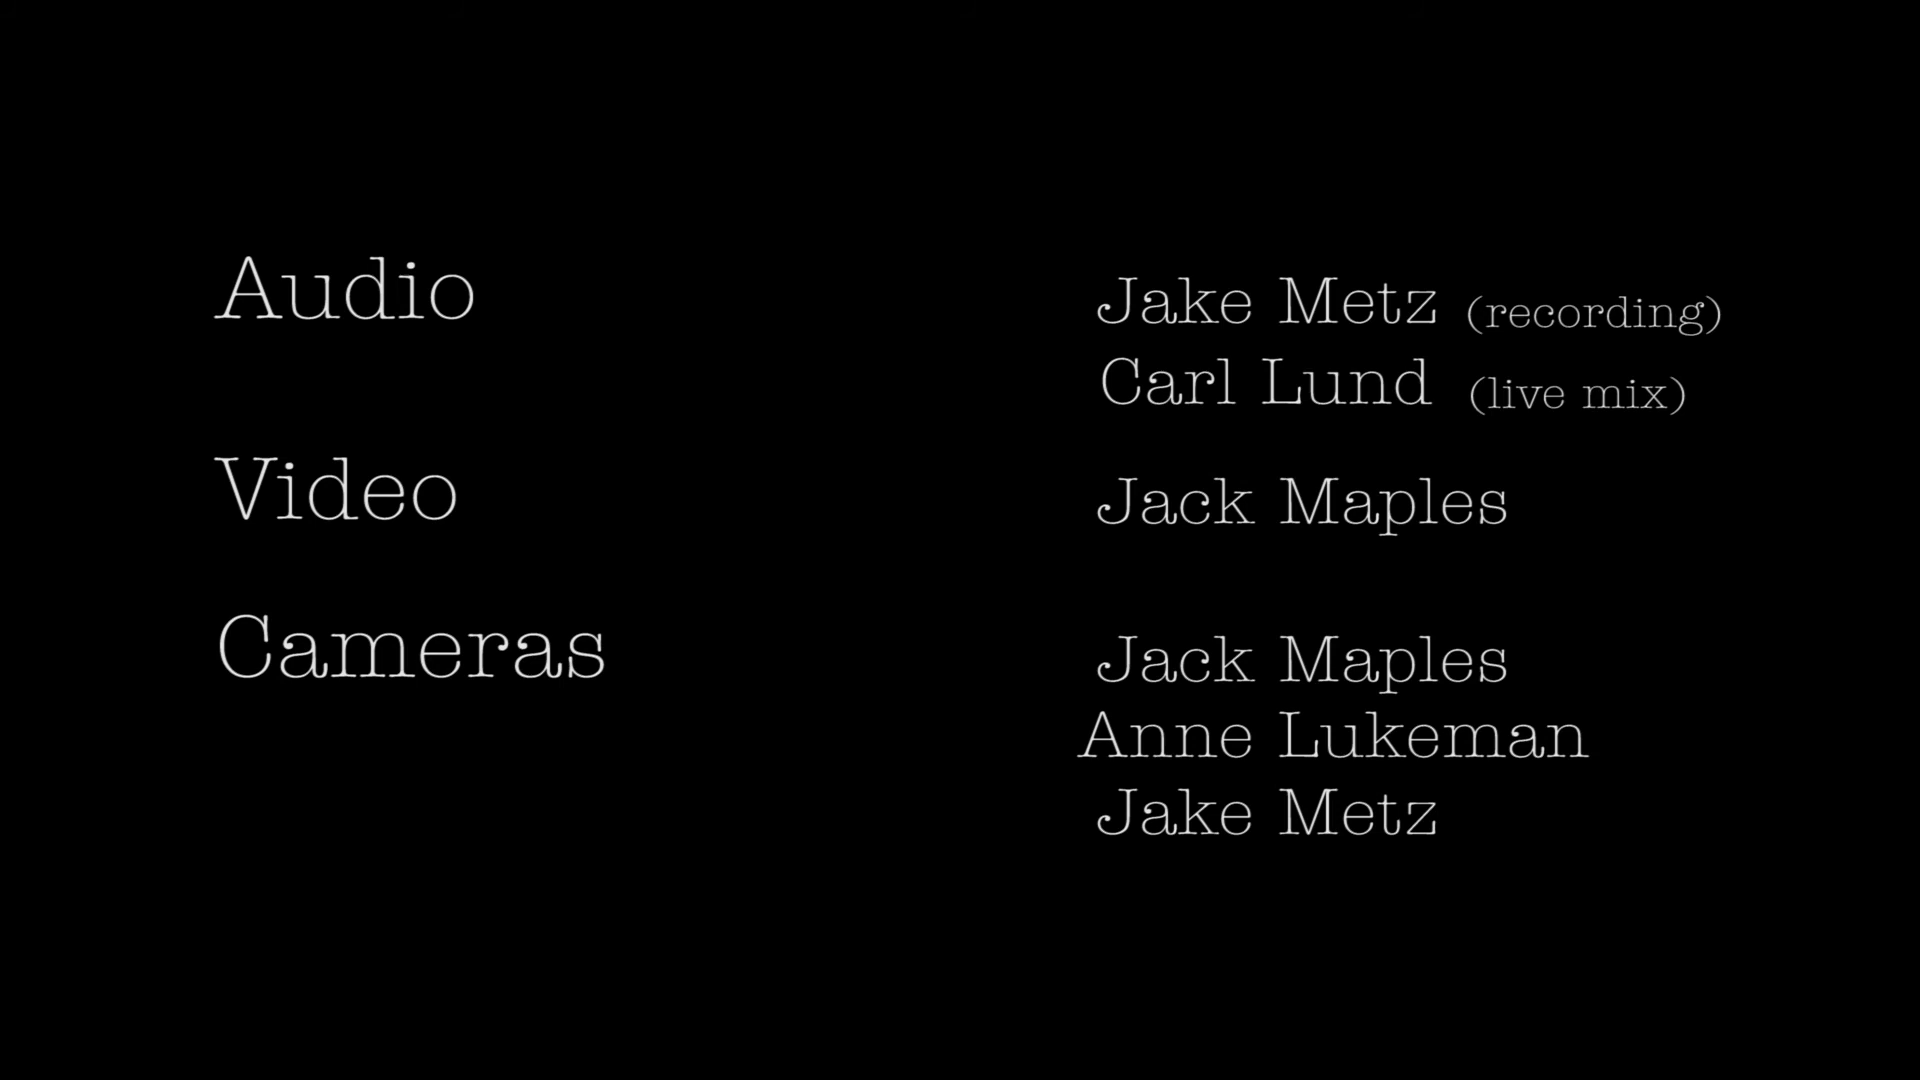 Audio Jake Metz (recording)
Carl Lund (live mix)
Video Jack Maples
Cameras Jack Maples
Anne Lukeman
Jake Metz